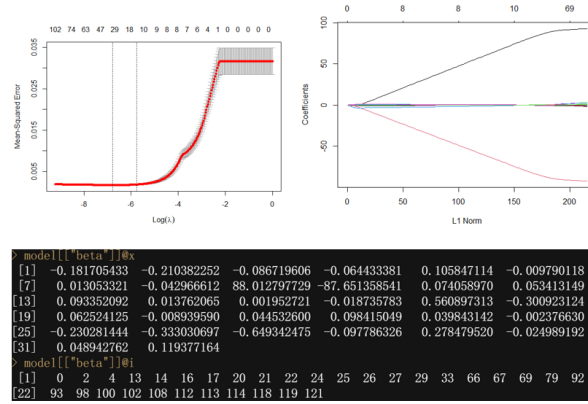 102 74 63 47 29 18 10 9 8 8 7 6 4 1 0 0 0 0 0
Mean-Squared Error
0.005 0.015 0.025 0.035
-8 -6 -4 -2 0
Log(λ)
0 8 8 10 69
Coefficients
-50 0 50 100
0 50 100 150 200
L1 Norm
> model[["beta"]]@x
[1] -0.181705433 -0.210382252 -0.086719606 -0.064433381 0.105847114 -0.009790118
[7] 0.013053321 -0.042966612 88.012797729 -87.651358541 0.074058970 0.053413149
[13] 0.093352092 0.013762065 0.001952721 -0.018735783 0.560897313 -0.300923124
[19] 0.062524125 -0.008939590 0.044532600 0.098415049 0.039843142 -0.002376630
[25] -0.230281444 -0.333030697 -0.649342475 -0.097786326 0.278479520 -0.024989192
[31] 0.048942762 0.119377164
> model[["beta"]]@i
[1] 0 2 4 13 14 16 17 20 21 22 24 25 26 27 29 33 66 67 69 79 92
[22] 93 98 100 102 108 112 113 114 118 119 121